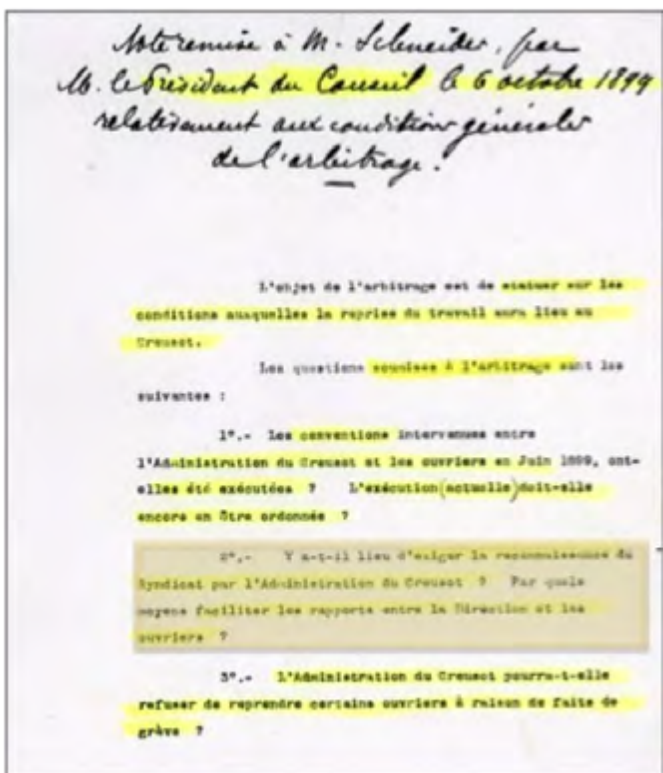 Note remise à M. Schneider, par
M. le Président du Conseil le 6 octobre 1899
relativement aux conditions générales
de l'arbitrage.
L'objet de l'arbitrage est de statuer sur les
conditions auxquelles la reprise du travail aura lieu au
Creusot.
Les questions soumises à l'Arbitrage sont les
suivantes :
1°.- Les conventions intervenues entre
l'Administration du Creusot et les ouvriers en Juin 1899, ont-
elles été exécutées ? L'exécution (actuelle) doit-elle
encore en être ordonnée ?
2°.- Y a-t-il lieu d'exiger la reconnaissance du
Syndicat par l'Administration du Creusot ? Par quels
moyens faciliter les rapports entre la Direction et les
ouvriers ?
3°.- L'Administration du Creusot pourra-t-elle
refuser de reprendre certains ouvriers à raison de faits de
grève ?